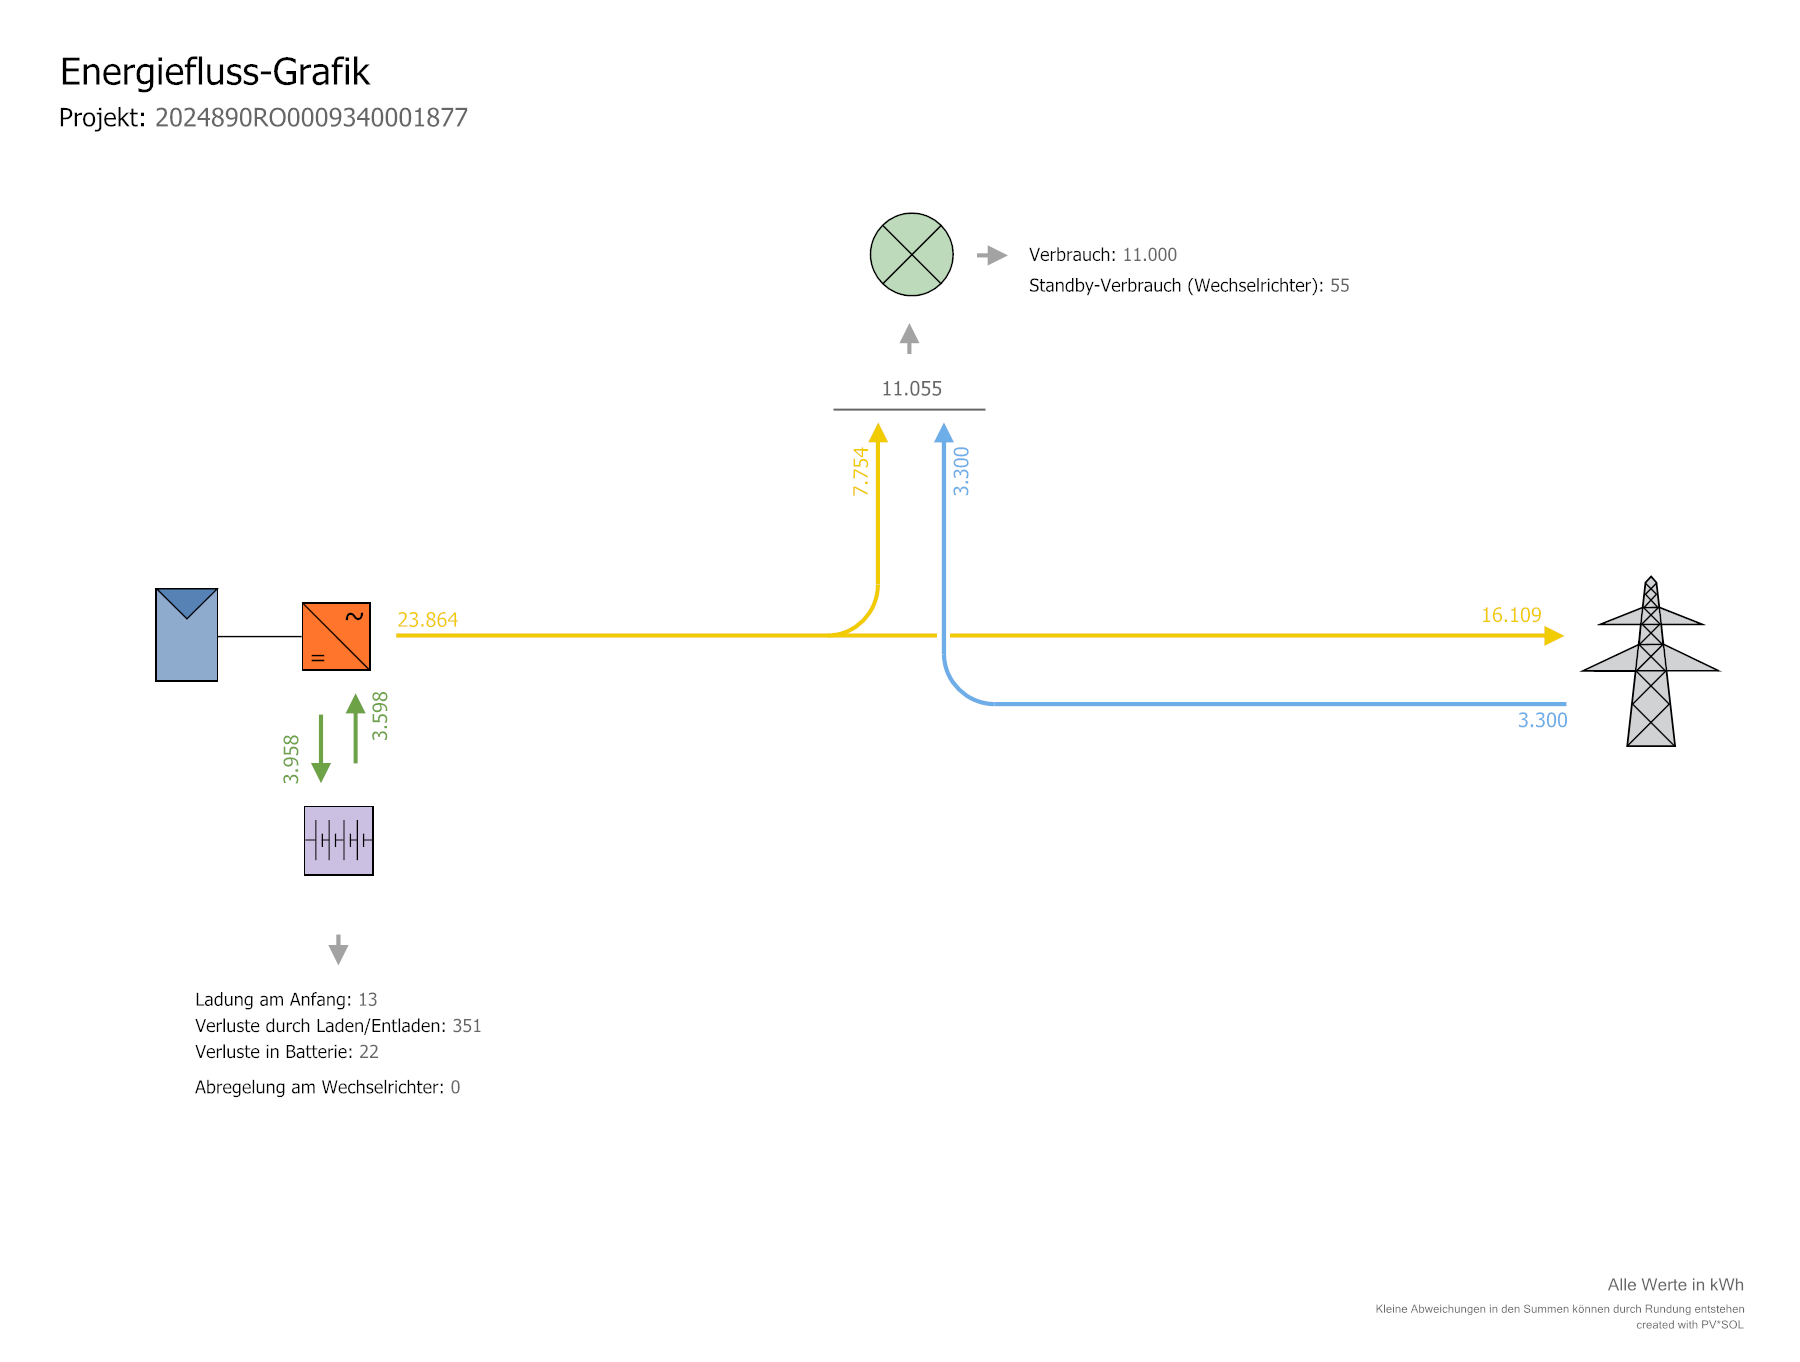 Energiefluss-Grafik
Projekt: 2024890RO0009340001877
Verbrauch: 11.000
Standby-Verbrauch (Wechselrichter): 55
11.055
7.754
3.300
23.864
16.109
3.300
3.598
3.958
Ladung am Anfang: 13
Verluste durch Laden/Entladen: 351
Verluste in Batterie: 22
Abregelung am Wechselrichter: 0
Alle Werte in kWh
Kleine Abweichungen in den Summen können durch Rundung entstehen
created with PV*SOL